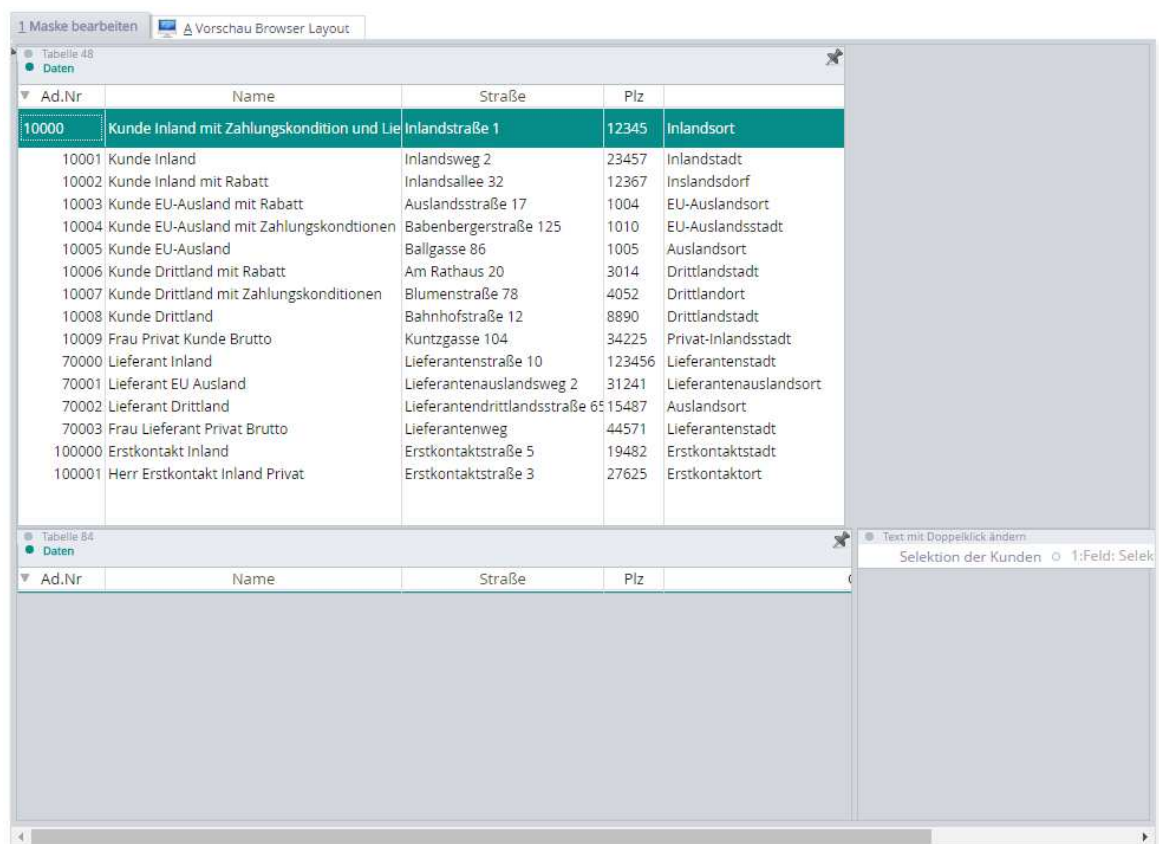 1 Maske bearbeiten A Vorschau Browser Layout
Tabelle 48
Daten
Ad.Nr Name Straße Plz
10000 Kunde Inland mit Zahlungskondition und Lie Inlandstraße 1 12345 Inlandsort
10001 Kunde Inland Inlandsweg 2 23457 Inlandstadt
10002 Kunde Inland mit Rabatt Inlandsallee 32 12367 Inslandsdorf
10003 Kunde EU-Ausland mit Rabatt Auslandsstraße 17 1004 EU-Auslandsort
10004 Kunde EU-Ausland mit Zahlungskondtionen Babenbergerstraße 125 1010 EU-Auslandsstadt
10005 Kunde EU-Ausland Ballgasse 86 1005 Auslandsort
10006 Kunde Drittland mit Rabatt Am Rathaus 20 3014 Drittlandstadt
10007 Kunde Drittland mit Zahlungskonditionen Blumenstraße 78 4052 Drittlandort
10008 Kunde Drittland Bahnhofstraße 12 8890 Drittlandstadt
10009 Frau Privat Kunde Brutto Kuntzgasse 104 34225 Privat-Inlandsstadt
70000 Lieferant Inland Lieferantenstraße 10 123456 Lieferantenstadt
70001 Lieferant EU Ausland Lieferantenauslandsweg 2 31241 Lieferantenauslandsort
70002 Lieferant Drittland Lieferantendrittlandsstraße 65 15487 Auslandsort
70003 Frau Lieferant Privat Brutto Lieferantenweg 44571 Lieferantenstadt
100000 Erstkontakt Inland Erstkontaktstraße 5 19482 Erstkontaktstadt
100001 Herr Erstkontakt Inland Privat Erstkontaktstraße 3 27625 Erstkontaktort
Tabelle 84
Daten
Text mit Doppelklick ändern
Selektion der Kunden 1:Feld: Selek
Ad.Nr Name Straße Plz